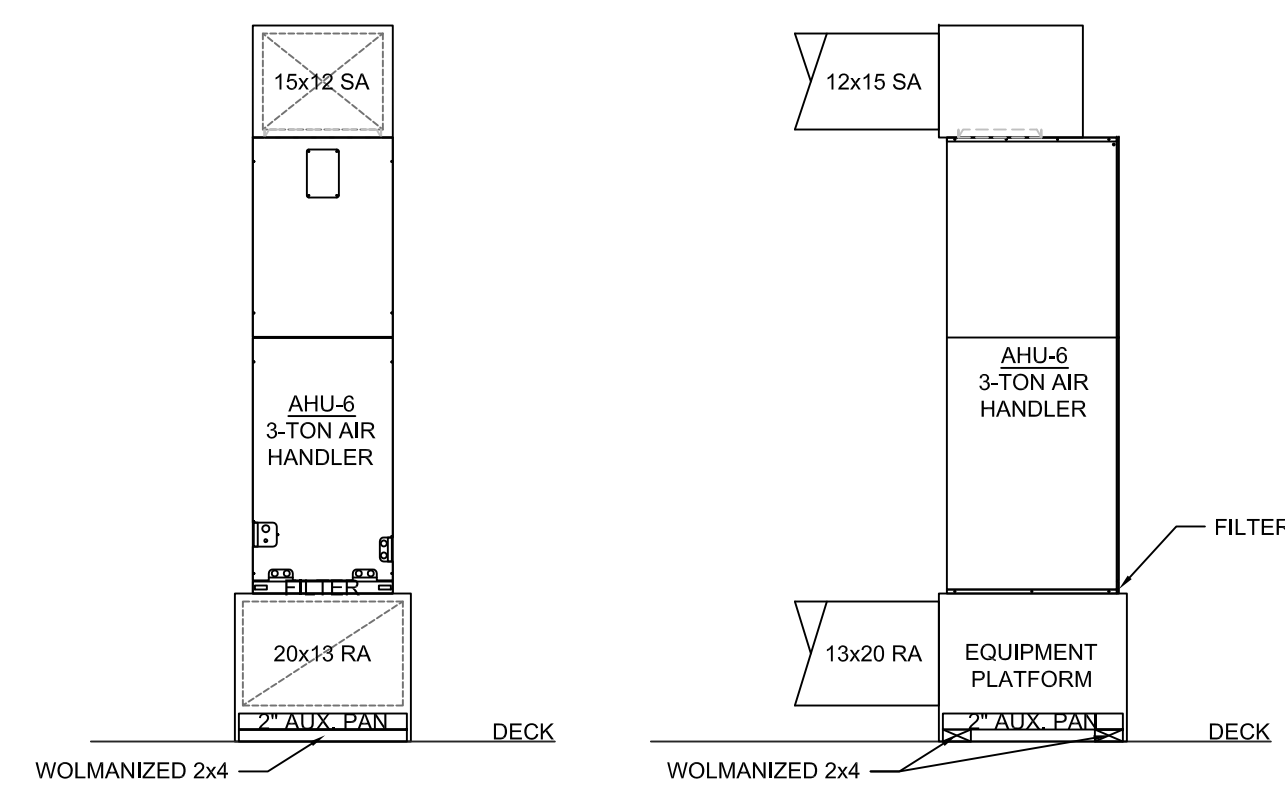 15x12 SA
AHU-6
3-TON AIR
HANDLER
FILTER
20x13 RA
2" AUX. PAN
DECK
WOLMANIZED 2x4
12x15 SA
AHU-6
3-TON AIR
HANDLER
FILTER
13x20 RA
EQUIPMENT
PLATFORM
2" AUX. PAN
DECK
WOLMANIZED 2x4